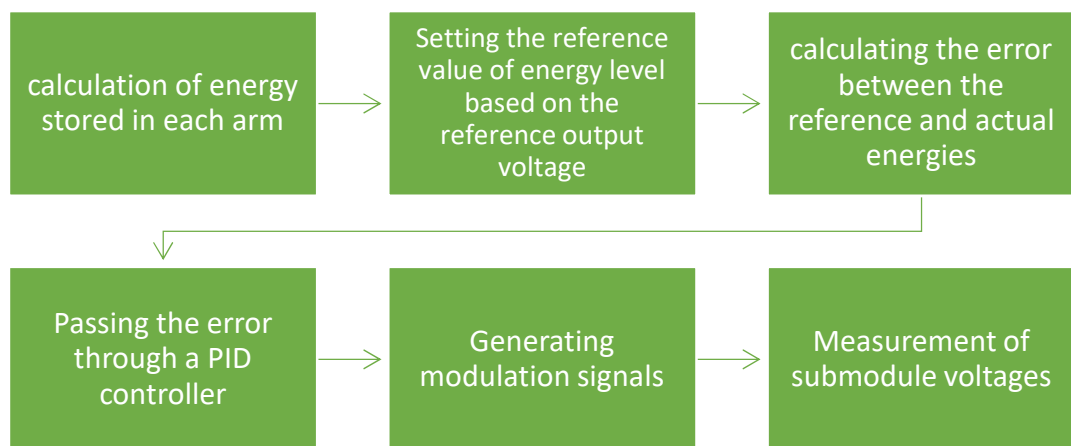 calculation of energy
stored in each arm
Setting the reference
value of energy level
based on the
reference output
voltage
calculating the error
between the
reference and actual
energies
Passing the error
through a PID
controller
Generating
modulation signals
Measurement of
submodule voltages